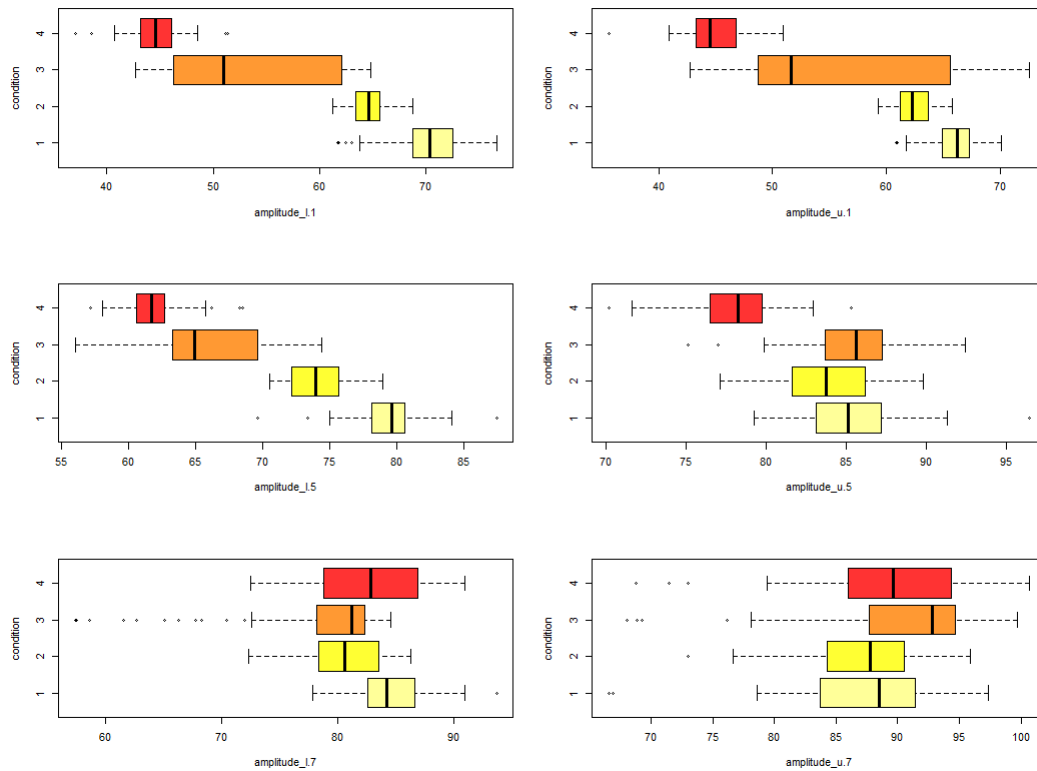 condition
4
3
2
1
40 50 60 70
amplitude_l.1
condition
4
3
2
1
40 50 60 70
amplitude_u.1
condition
4
3
2
1
55 60 65 70 75 80 85
amplitude_l.5
condition
4
3
2
1
70 75 80 85 90 95
amplitude_u.5
condition
4
3
2
1
60 70 80 90
amplitude_l.7
condition
4
3
2
1
70 75 80 85 90 95 100
amplitude_u.7